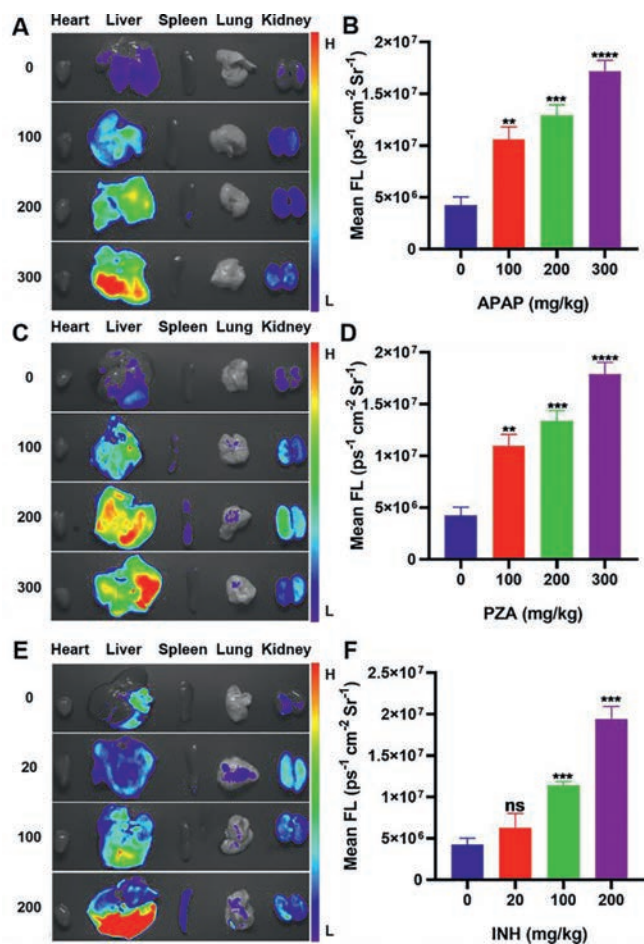 A Heart Liver Spleen Lung Kidney
0
100
200
300
H
L
B
Mean FL (ps⁻¹ cm⁻² Sr⁻¹)
2×10⁷
1.5×10⁷
1×10⁷
5×10⁶
0
** *** ****
0 100 200 300
APAP (mg/kg)
C Heart Liver Spleen Lung Kidney
0
100
200
300
H
L
D
Mean FL (ps⁻¹ cm⁻² Sr⁻¹)
2×10⁷
1.5×10⁷
1×10⁷
5×10⁶
0
** *** ****
0 100 200 300
PZA (mg/kg)
E Heart Liver Spleen Lung Kidney
0
20
100
200
H
L
F
Mean FL (ps⁻¹ cm⁻² Sr⁻¹)
2.5×10⁷
2×10⁷
1.5×10⁷
1×10⁷
5×10⁶
0
ns *** ***
0 20 100 200
INH (mg/kg)